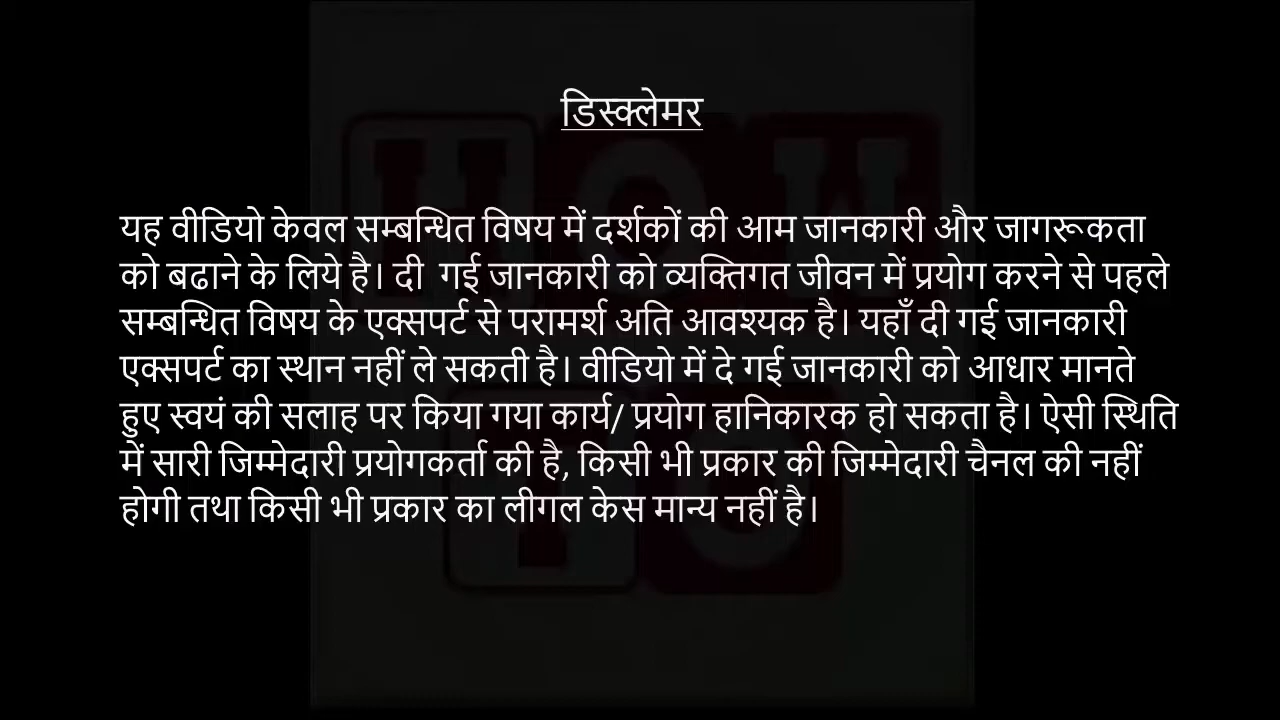 डिस्क्लेमर
यह वीडियो केवल सम्बन्धित विषय में दर्शकों की आम जानकारी और जागरूकता
को बढाने के लिये है। दी गई जानकारी को व्यक्तिगत जीवन में प्रयोग करने से पहले
सम्बन्धित विषय के एक्सपर्ट से परामर्श अति आवश्यक है। यहाँ दी गई जानकारी
एक्सपर्ट का स्थान नहीं ले सकती है। वीडियो में दे गई जानकारी को आधार मानते
हुए स्वयं की सलाह पर किया गया कार्य/ प्रयोग हानिकारक हो सकता है। ऐसी स्थिति
में सारी जिम्मेदारी प्रयोगकर्ता की है, किसी भी प्रकार की जिम्मेदारी चैनल की नहीं
होगी तथा किसी भी प्रकार का लीगल केस मान्य नहीं है।
HOW
TO